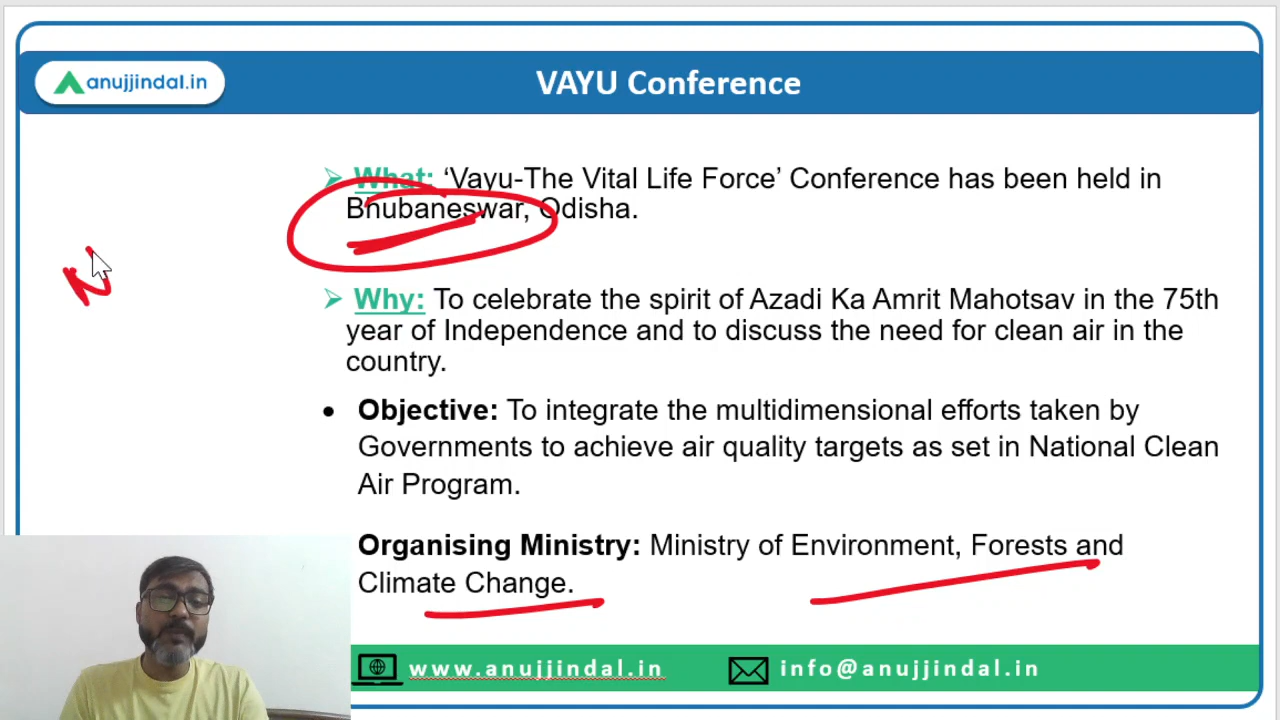 anujjindal.in
VAYU Conference
➢ What: ‘Vayu-The Vital Life Force’ Conference has been held in
Bhubaneswar, Odisha.
➢ Why: To celebrate the spirit of Azadi Ka Amrit Mahotsav in the 75th
year of Independence and to discuss the need for clean air in the
country.
• Objective: To integrate the multidimensional efforts taken by
Governments to achieve air quality targets as set in National Clean
Air Program.
Organising Ministry: Ministry of Environment, Forests and
Climate Change.
www.anujjindal.in
info@anujjindal.in